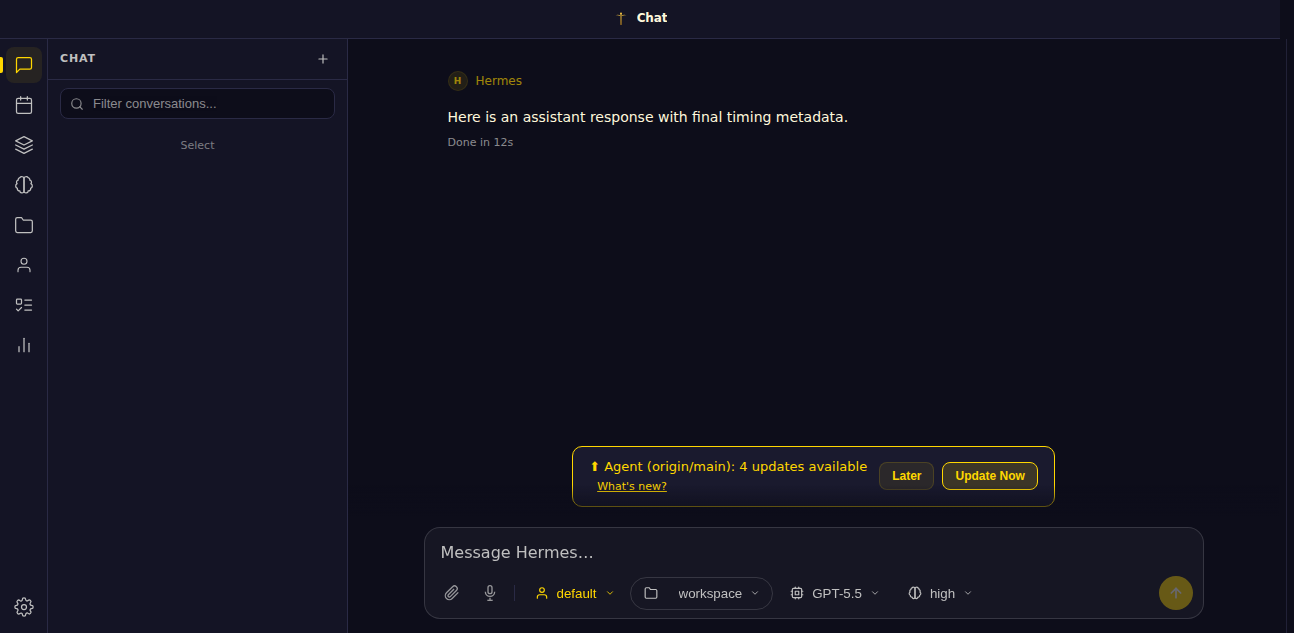 Chat
CHAT
Filter conversations...
Select
H Hermes
Here is an assistant response with final timing metadata.
Done in 12s
⬆ Agent (origin/main): 4 updates available
What's new?
Later
Update Now
Message Hermes...
default
workspace
GPT-5.5
high